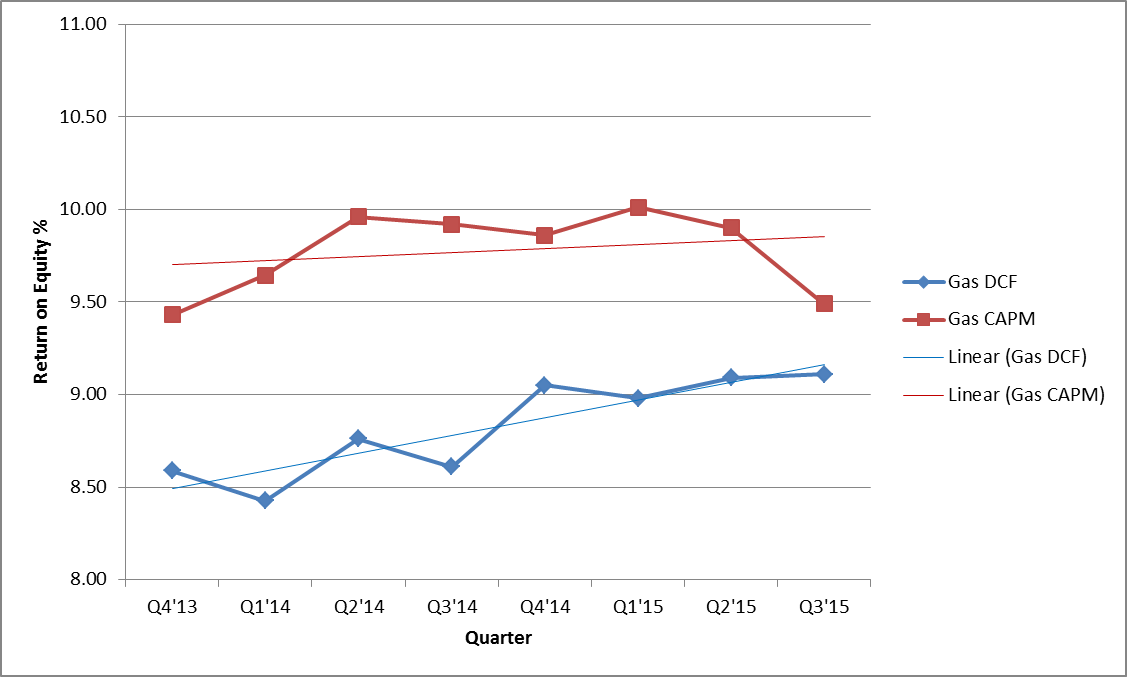 11.00
10.50
10.00
9.50
9.00
8.50
8.00
Return on Equity %
Q4'13 Q1'14 Q2'14 Q3'14 Q4'14 Q1'15 Q2'15 Q3'15
Quarter
Gas DCF
Gas CAPM
Linear (Gas DCF)
Linear (Gas CAPM)